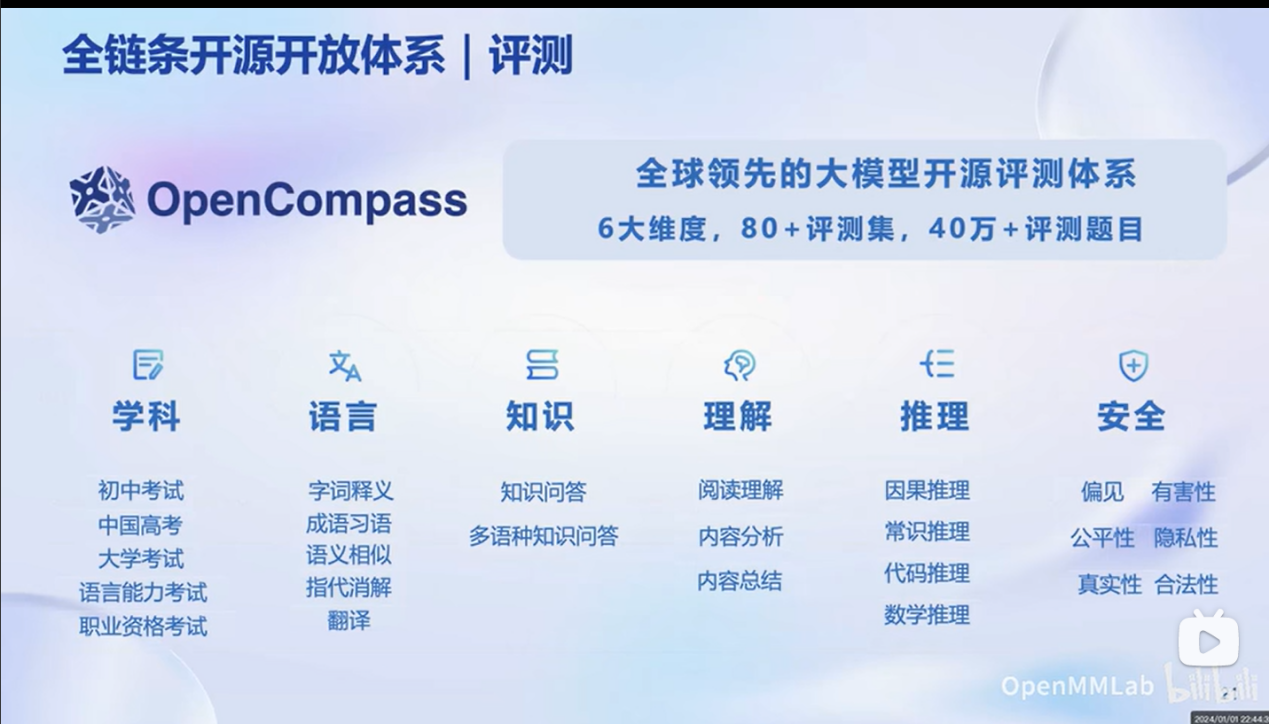 全链条开源开放体系｜评测
OpenCompass
全球领先的大模型开源评测体系
6大维度，80+评测集，40万+评测题目
学科
初中考试
中国高考
大学考试
语言能力考试
职业资格考试
语言
字词释义
成语习语
语义相似
指代消解
翻译
知识
知识问答
多语种知识问答
理解
阅读理解
内容分析
内容总结
推理
因果推理
常识推理
代码推理
数学推理
安全
偏见 有害性
公平性 隐私性
真实性 合法性
OpenMMLab bilibili